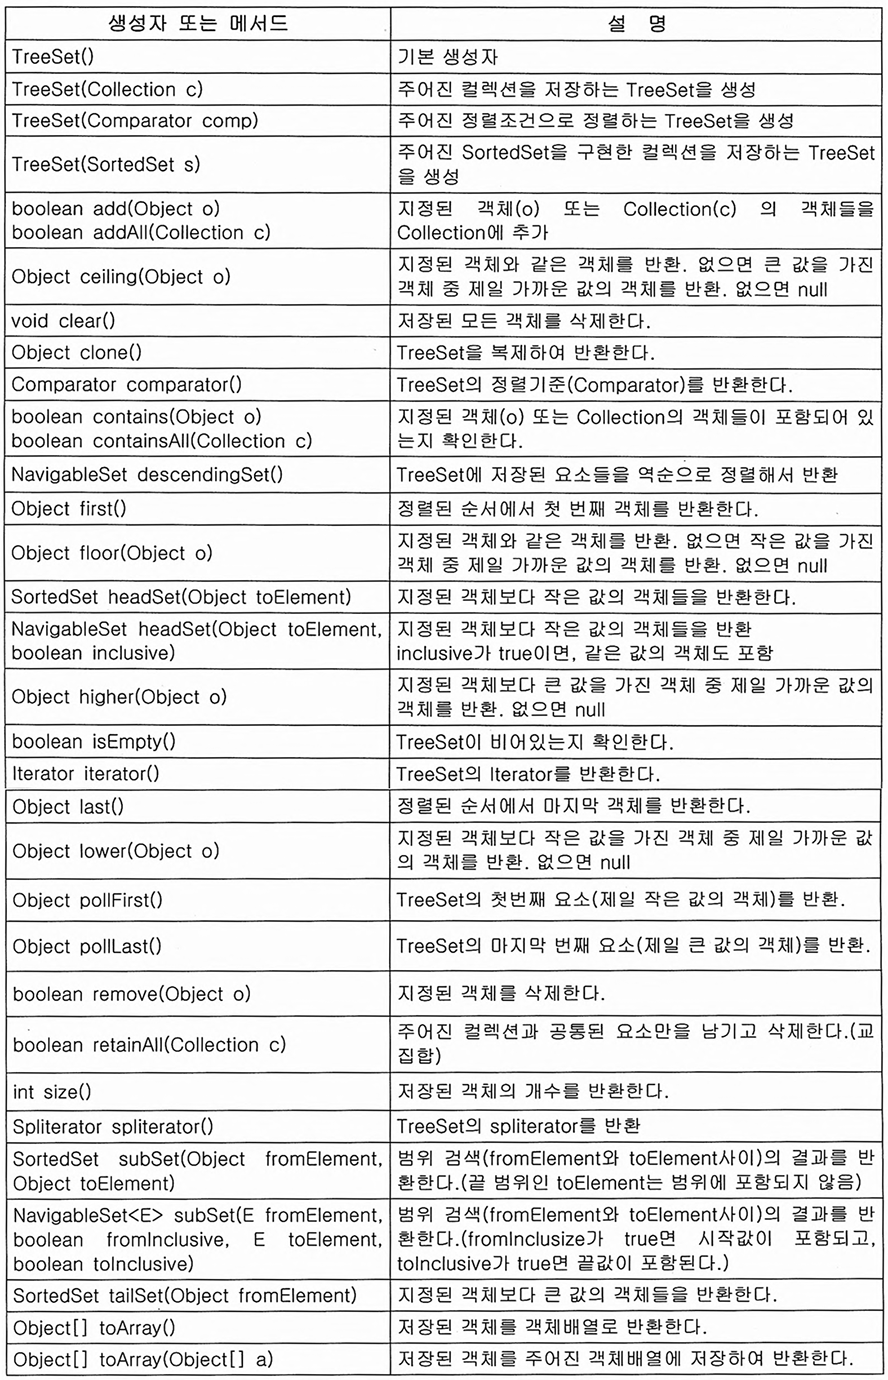 생성자 또는 메서드
설 명
TreeSet()
기본 생성자
TreeSet(Collection c)
주어진 컬렉션을 저장하는 TreeSet을 생성
TreeSet(Comparator comp)
주어진 정렬조건으로 정렬하는 TreeSet을 생성
TreeSet(SortedSet s)
주어진 SortedSet을 구현한 컬렉션을 저장하는 TreeSet
을 생성
boolean add(Object o)
boolean addAll(Collection c)
지정된 객체(o) 또는 Collection(c) 의 객체들을
Collection에 추가
Object ceiling(Object o)
지정된 객체와 같은 객체를 반환. 없으면 큰 값을 가진
객체 중 제일 가까운 값의 객체를 반환. 없으면 null
void clear()
저장된 모든 객체를 삭제한다.
Object clone()
TreeSet을 복제하여 반환한다.
Comparator comparator()
TreeSet의 정렬기준(Comparator)를 반환한다.
boolean contains(Object o)
boolean containsAll(Collection c)
지정된 객체(o) 또는 Collection의 객체들이 포함되어 있
는지 확인한다.
NavigableSet descendingSet()
TreeSet에 저장된 요소들을 역순으로 정렬해서 반환
Object first()
정렬된 순서에서 첫 번째 객체를 반환한다.
Object floor(Object o)
지정된 객체와 같은 객체를 반환. 없으면 작은 값을 가진
객체 중 제일 가까운 값의 객체를 반환. 없으면 null
SortedSet headSet(Object toElement)
지정된 객체보다 작은 값의 객체들을 반환한다.
NavigableSet headSet(Object toElement,
boolean inclusive)
지정된 객체보다 작은 값의 객체들을 반환
inclusive가 true이면, 같은 값의 객체도 포함
Object higher(Object o)
지정된 객체보다 큰 값을 가진 객체 중 제일 가까운 값의
객체를 반환. 없으면 null
boolean isEmpty()
TreeSet이 비어있는지 확인한다.
Iterator iterator()
TreeSet의 Iterator를 반환한다.
Object last()
정렬된 순서에서 마지막 객체를 반환한다.
Object lower(Object o)
지정된 객체보다 작은 값을 가진 객체 중 제일 가까운 값
의 객체를 반환. 없으면 null
Object pollFirst()
TreeSet의 첫번째 요소(제일 작은 값의 객체)를 반환.
Object pollLast()
TreeSet의 마지막 번째 요소(제일 큰 값의 객체)를 반환.
boolean remove(Object o)
지정된 객체를 삭제한다.
boolean retainAll(Collection c)
주어진 컬렉션과 공통된 요소만을 남기고 삭제한다.(교
집합)
int size()
저장된 객체의 개수를 반환한다.
Spliterator spliterator()
TreeSet의 spliterator를 반환
SortedSet subSet(Object fromElement,
Object toElement)
범위 검색(fromElement와 toElement사이)의 결과를 반
환한다.(끝 범위인 toElement는 범위에 포함되지 않음)
NavigableSet<E> subSet(E fromElement,
boolean fromInclusive, E toElement,
boolean toInclusive)
범위 검색(fromElement와 toElement사이)의 결과를 반
환한다.(fromInclusize가 true면 시작값이 포함되고,
toInclusive가 true면 끝값이 포함된다.)
SortedSet tailSet(Object fromElement)
지정된 객체보다 큰 값의 객체들을 반환한다.
Object[] toArray()
저장된 객체를 객체배열로 반환한다.
Object[] toArray(Object[] a)
저장된 객체를 주어진 객체배열에 저장하여 반환한다.